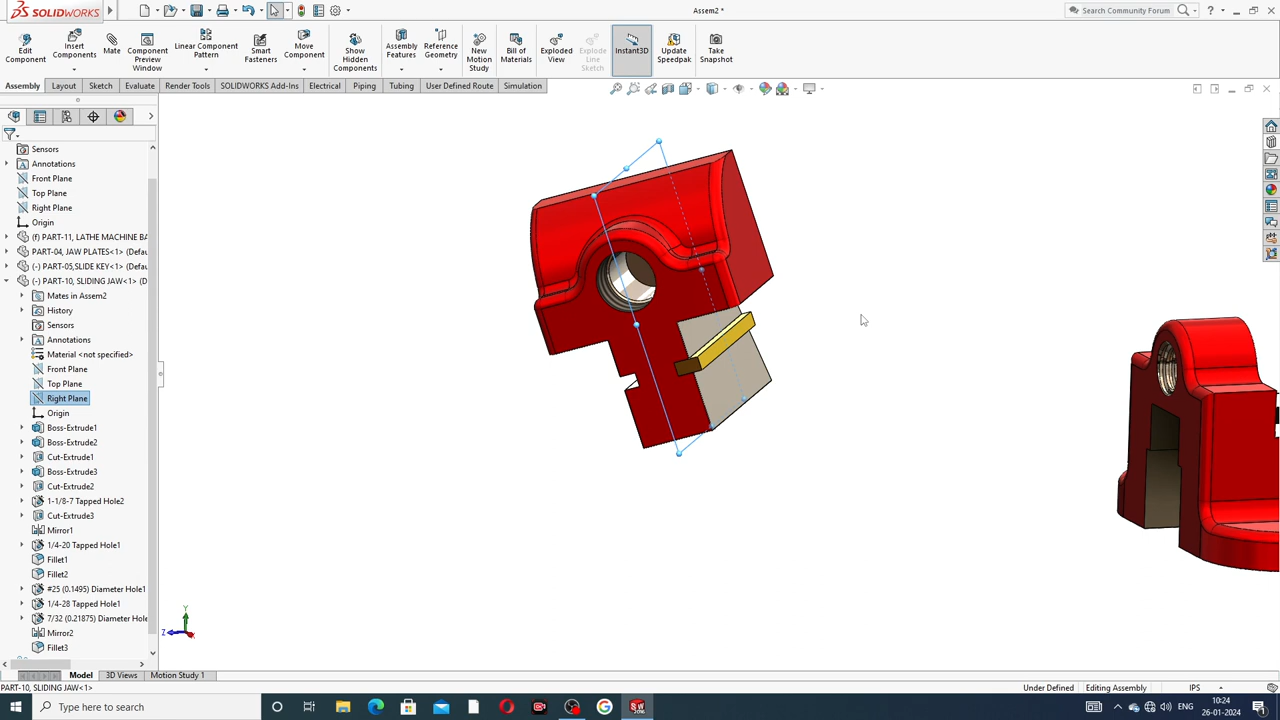 SOLIDWORKS
Assem2 *
Search Community Forum
Edit Component
Insert Components
Mate
Component Preview Window
Linear Component Pattern
Smart Fasteners
Move Component
Show Hidden Components
Assembly Features
Reference Geometry
New Motion Study
Bill of Materials
Exploded View
Explode Line Sketch
Instant3D
Update Speedpak
Take Snapshot
Assembly Layout Sketch Evaluate Render Tools SOLIDWORKS Add-Ins Electrical Piping Tubing User Defined Route Simulation
Sensors
Annotations
Front Plane
Top Plane
Right Plane
Origin
(f) PART-11, LATHE MACHINE BA
PART-04, JAW PLATES<1> (Defau
(-) PART-05,SLIDE KEY<1> (Defau
(-) PART-10, SLIDING JAW<1> (D
Mates in Assem2
History
Sensors
Annotations
Material <not specified>
Front Plane
Top Plane
Right Plane
Origin
Boss-Extrude1
Boss-Extrude2
Cut-Extrude1
Boss-Extrude3
Cut-Extrude2
1-1/8-7 Tapped Hole2
Cut-Extrude3
Mirror1
1/4-20 Tapped Hole1
Fillet1
Fillet2
#25 (0.1495) Diameter Hole1
1/4-28 Tapped Hole1
7/32 (0.21875) Diameter Hole
Mirror2
Fillet3
Y
Z
X
Model 3D Views Motion Study 1
PART-10, SLIDING JAW<1>
Under Defined Editing Assembly IPS
Type here to search
ENG
10:24
26-01-2024